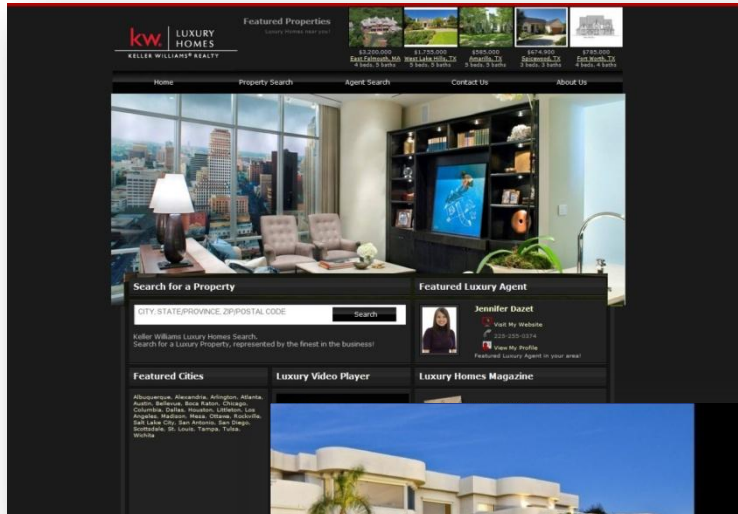 kw. LUXURY HOMES
KELLER WILLIAMS® REALTY
Featured Properties
Luxury Homes near you!
$3,200,000
East Falmouth, MA
4 beds, 5 baths
$1,755,000
West Lake Hills, TX
5 beds, 5 baths
$585,000
Amarillo, TX
5 beds, 5 baths
$674,900
Spicewood, TX
3 beds, 3 baths
$785,000
Fort Worth, TX
4 beds, 4 baths
Home Property Search Agent Search Contact Us About Us
Search for a Property
CITY, STATE/PROVINCE, ZIP/POSTAL CODE
Search
Keller Williams Luxury Homes Search.
Search for a Luxury Property, represented by the finest in the business!
Featured Luxury Agent
Jennifer Dazet
Visit My Website
225-255-0374
View My Profile
Featured Luxury Agent in your area!
Featured Cities
Albuquerque, Alexandria, Arlington, Atlanta,
Austin, Bellevue, Boca Raton, Chicago,
Columbia, Dallas, Houston, Littleton, Los
Angeles, Madison, Mesa, Ottawa, Rockville,
Salt Lake City, San Antonio, San Diego,
Scottsdale, St. Louis, Tampa, Tulsa,
Wichita
Luxury Video Player
Luxury Homes Magazine